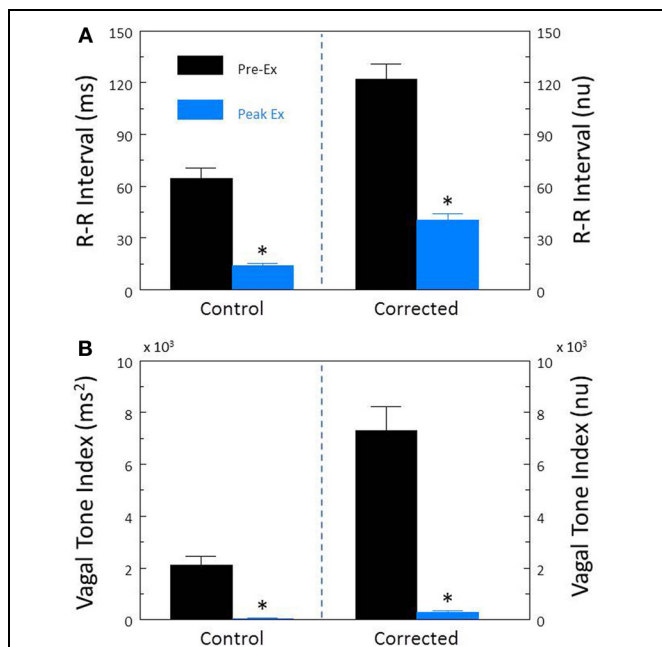 A
150
120
90
60
30
0
R-R Interval (ms)
Pre-Ex
Peak Ex
*
*
150
120
90
60
30
0
R-R Interval (nu)
Control
Corrected
B
x 10³
10
8
6
4
2
0
Vagal Tone Index (ms²)
*
*
x 10³
10
8
6
4
2
0
Vagal Tone Index (nu)
Control
Corrected